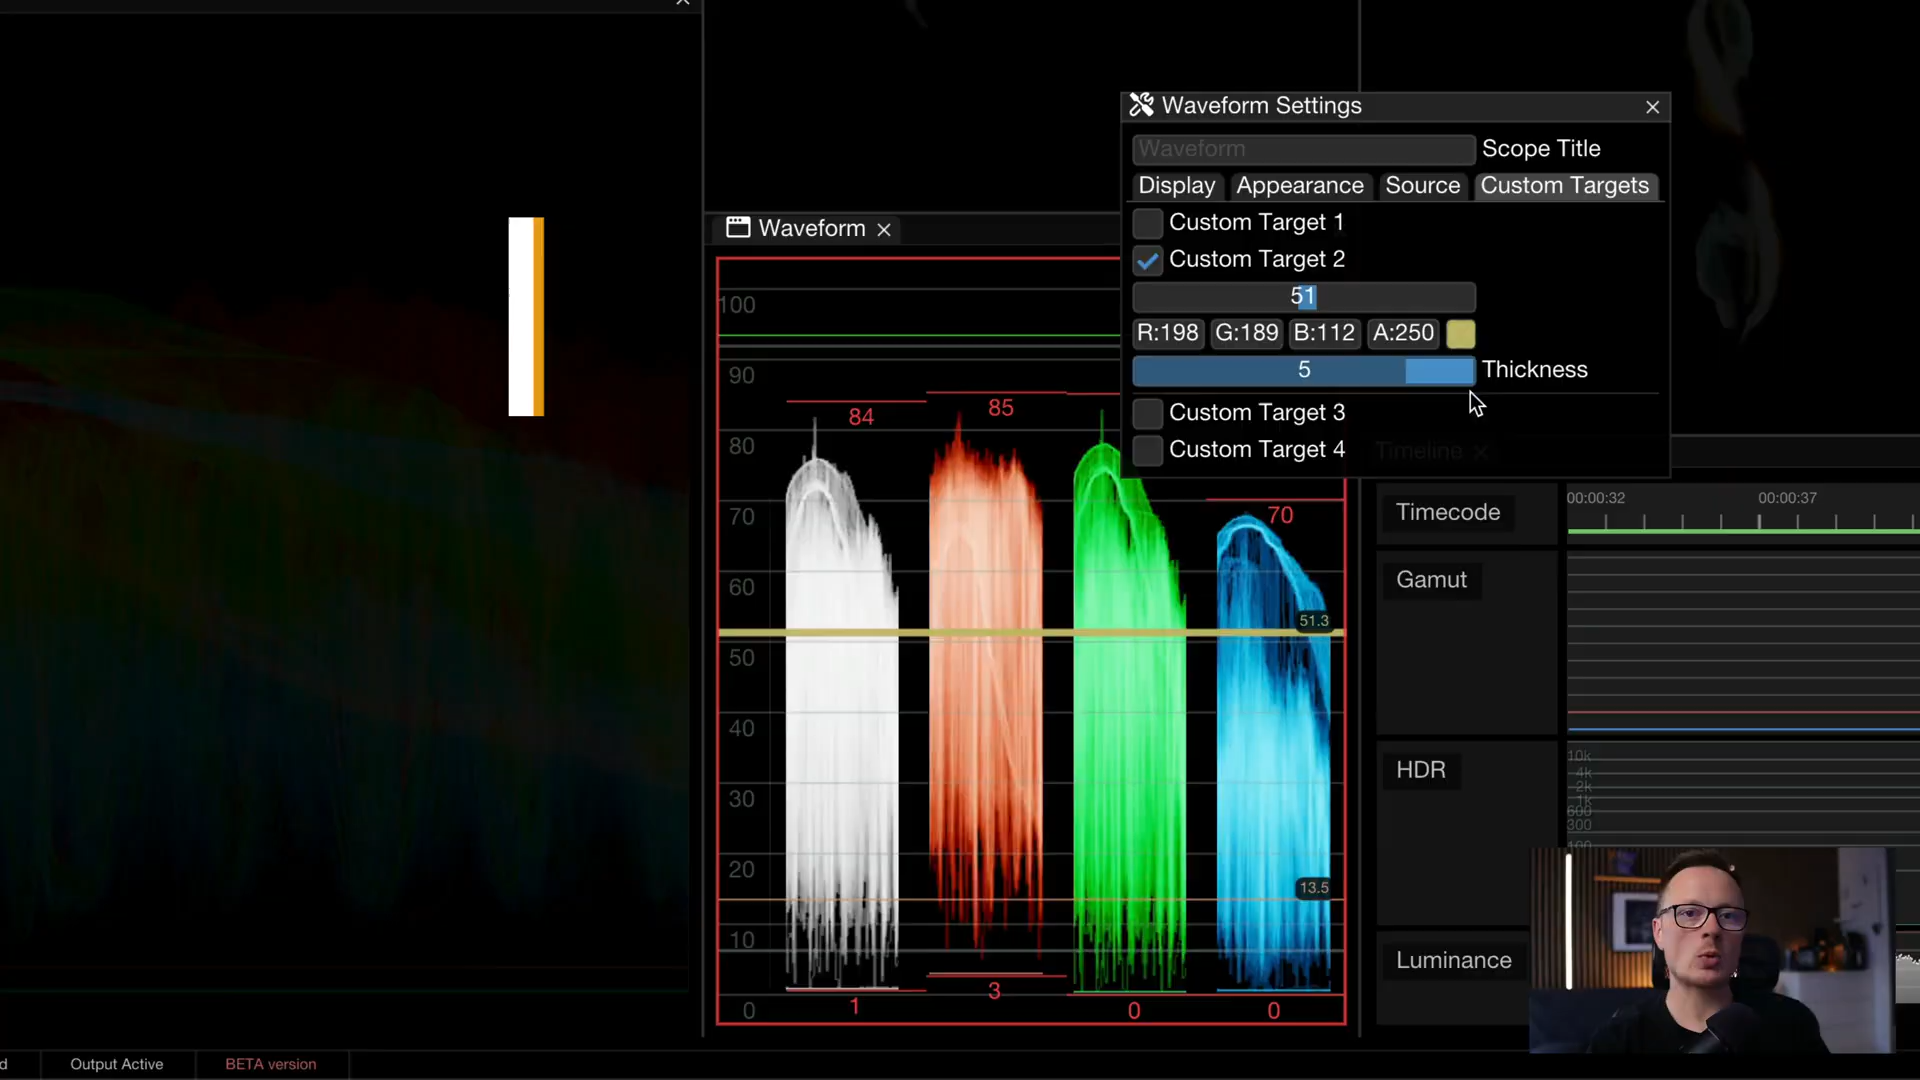 Waveform Settings
Waveform
Scope Title
Display
Appearance
Source
Custom Targets
Custom Target 1
Custom Target 2
51
R:198
G:189
B:112
A:250
5
Thickness
Custom Target 3
Custom Target 4
Waveform
100
90
80
70
60
50
40
30
20
10
0
84
85
70
51.3
13.5
1
3
0
0
Timeline
Timecode
00:00:32
00:00:37
Gamut
HDR
10k
4k
2k
1k
600
300
100
Luminance
d
Output Active
BETA version